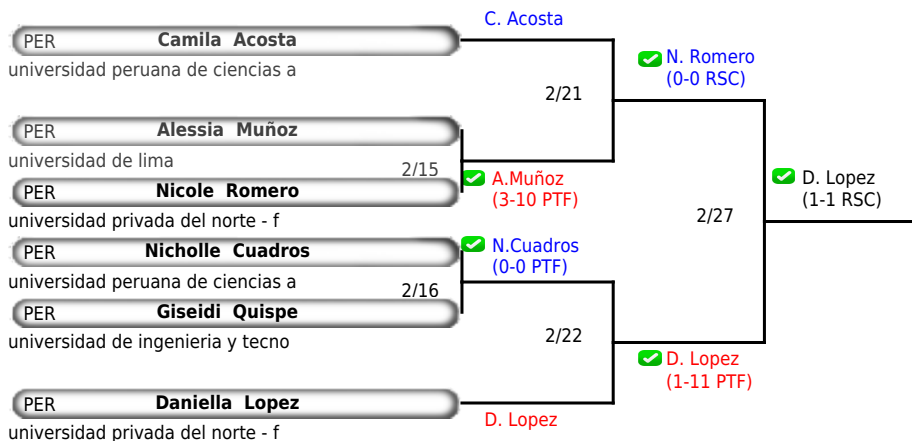 C. Acosta
PER Camila Acosta
universidad peruana de ciencias a
N. Romero
(0-0 RSC)
2/21
PER Alessia Muñoz
universidad de lima
2/15
A.Muñoz
(3-10 PTF)
PER Nicole Romero
universidad privada del norte - f
D. Lopez
(1-1 RSC)
2/27
PER Nicholle Cuadros
universidad peruana de ciencias a
N.Cuadros
(0-0 PTF)
2/16
PER Giseidi Quispe
universidad de ingenieria y tecno
2/22
D. Lopez
(1-11 PTF)
PER Daniella Lopez
universidad privada del norte - f
D. Lopez